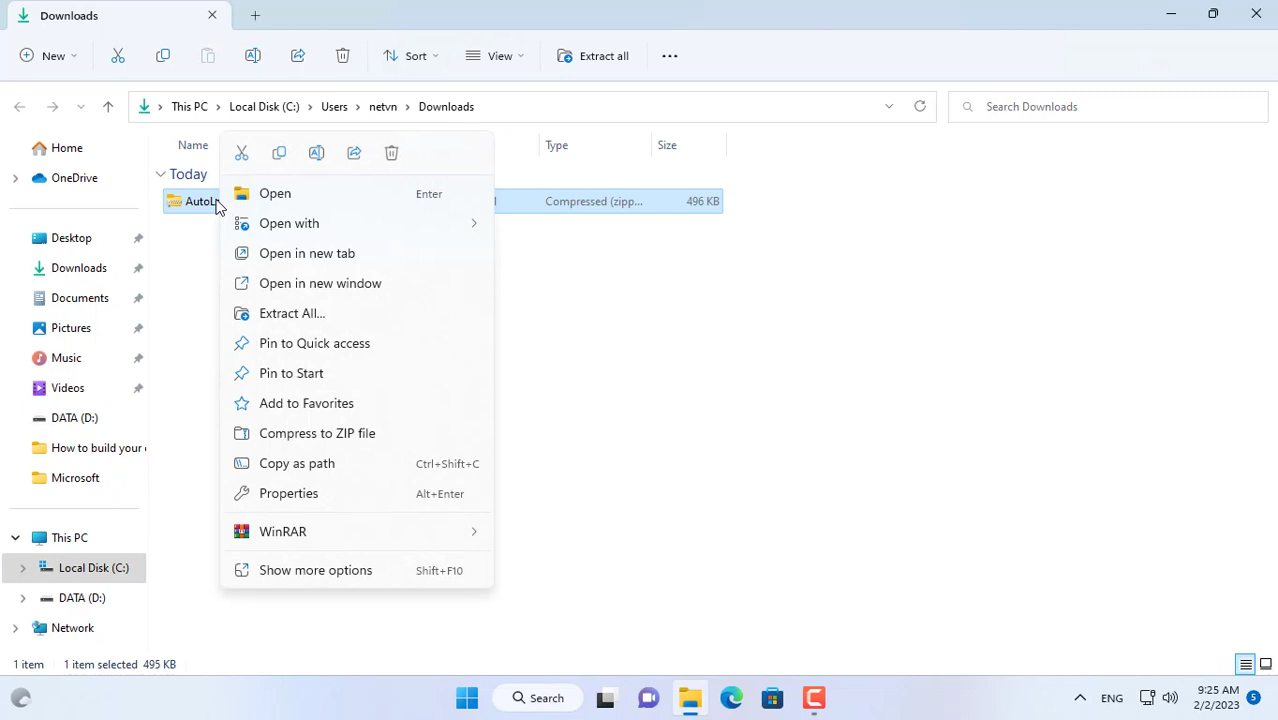 Downloads
New Sort View Extract all
This PC Local Disk (C:) Users netvn Downloads Search Downloads
Name Type Size
Today
AutoL Compressed (zipp... 496 KB
Home
OneDrive
Desktop
Downloads
Documents
Pictures
Music
Videos
DATA (D:)
How to build your
Microsoft
This PC
Local Disk (C:)
DATA (D:)
Network
Open Enter
Open with
Open in new tab
Open in new window
Extract All...
Pin to Quick access
Pin to Start
Add to Favorites
Compress to ZIP file
Copy as path Ctrl+Shift+C
Properties Alt+Enter
WinRAR
Show more options Shift+F10
1 item 1 item selected 495 KB
Search ENG 9:25 AM 5
2/2/2023